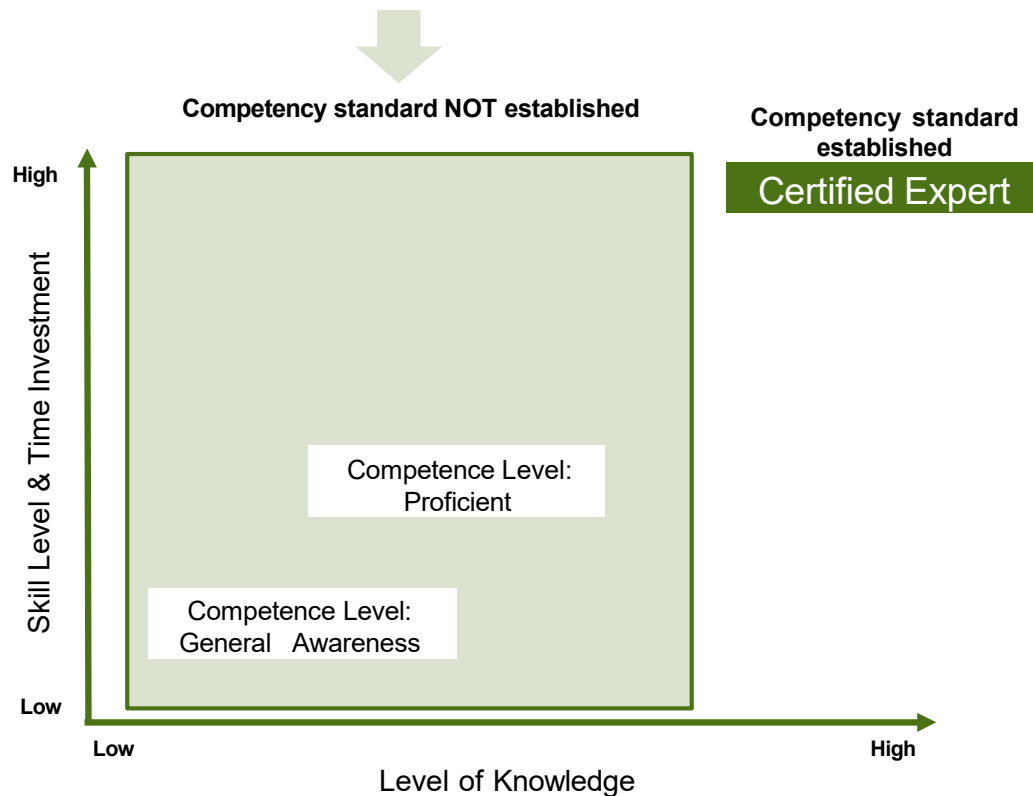 Competency standard NOT established
Competency standard
established
Certified Expert
High
Skill Level & Time Investment
Competence Level:
Proficient
Competence Level:
General Awareness
Low
Low
High
Level of Knowledge